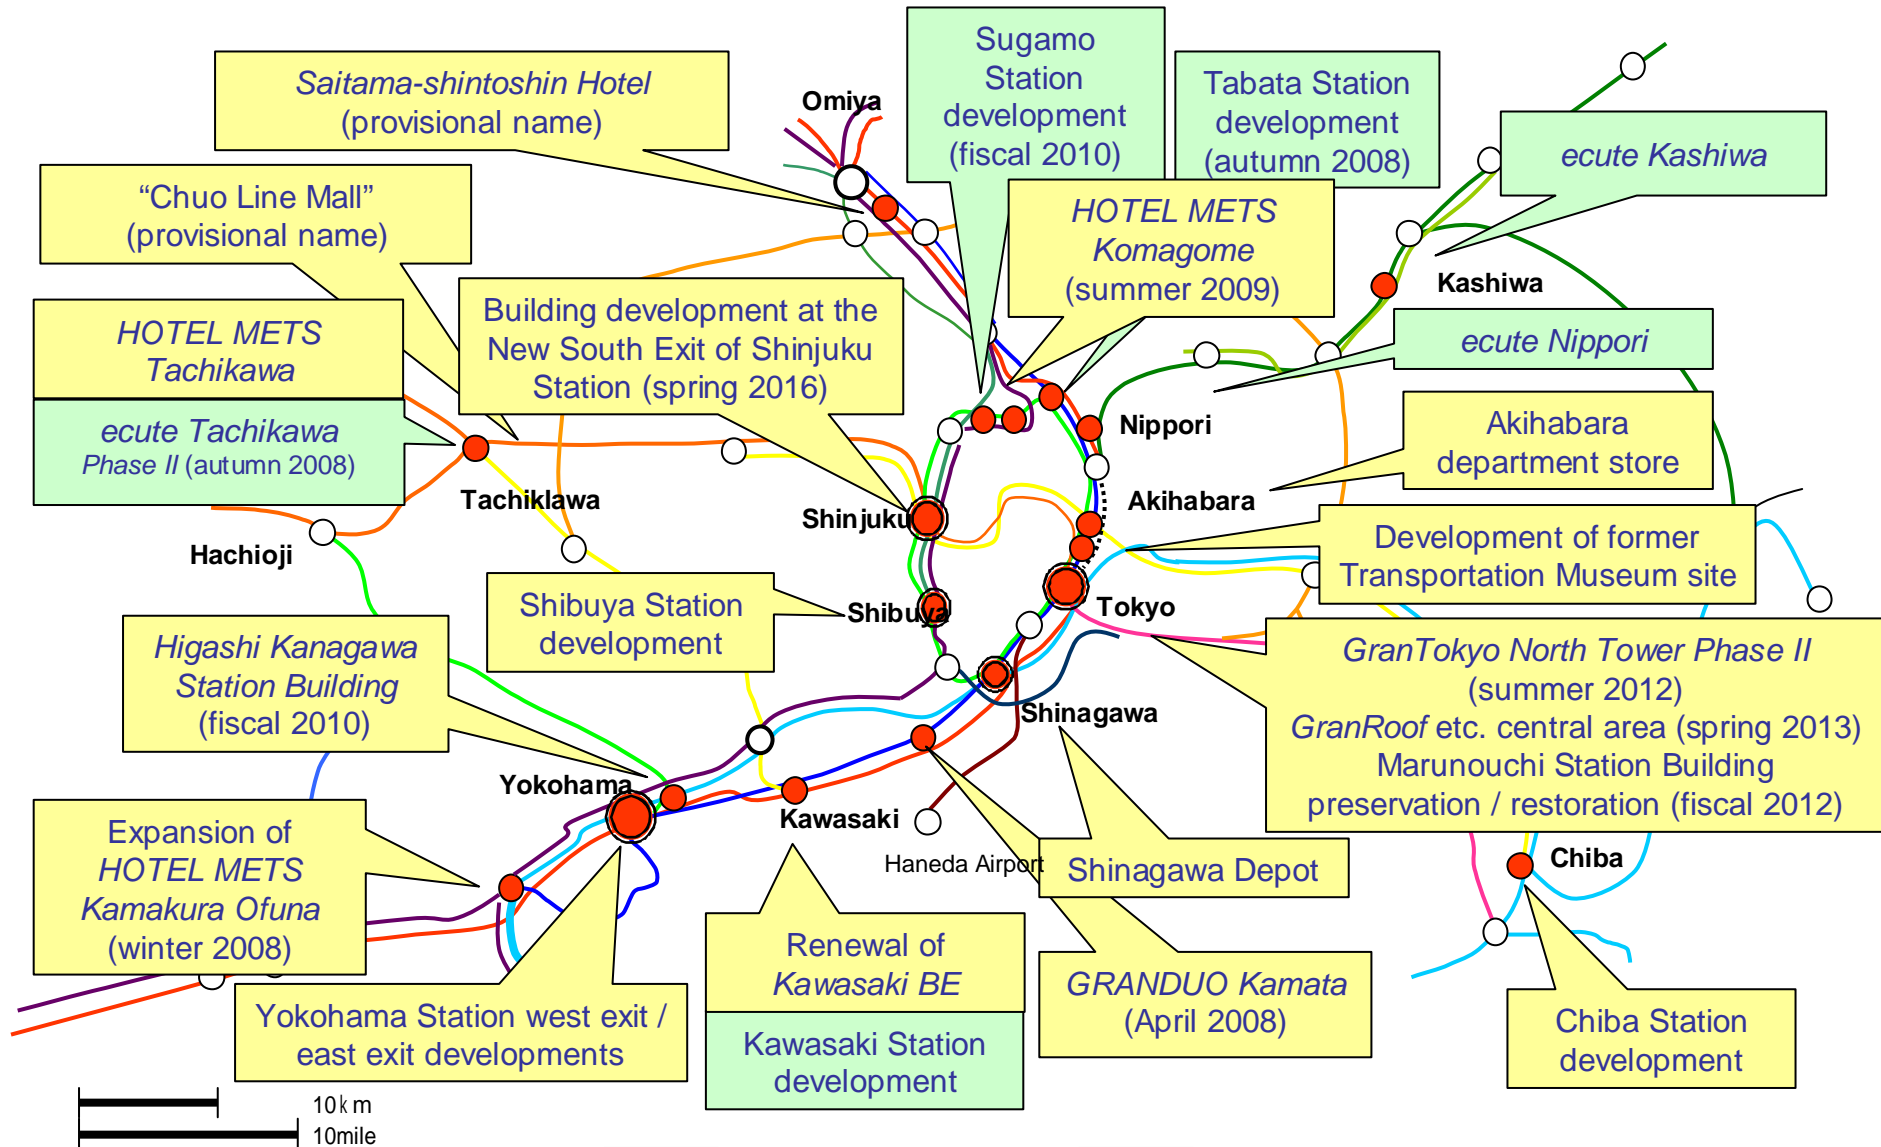 Sugamo
Station
development
(fiscal 2010)
Tabata Station
development
(autumn 2008)
Saitama-shintoshin Hotel
(provisional name)
Omiya
ecute Kashiwa
“Chuo Line Mall”
(provisional name)
HOTEL METS
Komagome
(summer 2009)
Kashiwa
HOTEL METS
Tachikawa
Building development at the
New South Exit of Shinjuku
Station (spring 2016)
ecute Nippori
ecute Tachikawa
Phase II (autumn 2008)
Nippori
Akihabara
department store
Tachiklawa
Shinjuku
Akihabara
Hachioji
Development of former
Transportation Museum site
Shibuya Station
development
Shibuya
Tokyo
Higashi Kanagawa
Station Building
(fiscal 2010)
GranTokyo North Tower Phase II
(summer 2012)
GranRoof etc. central area (spring 2013)
Marunouchi Station Building
preservation / restoration (fiscal 2012)
Shinagawa
Yokohama
Kawasaki
Expansion of
HOTEL METS
Kamakura Ofuna
(winter 2008)
Haneda Airport
Shinagawa Depot
Chiba
Renewal of
Kawasaki BE
GRANDUO Kamata
(April 2008)
Yokohama Station west exit /
east exit developments
Kawasaki Station
development
Chiba Station
development
10km
10mile